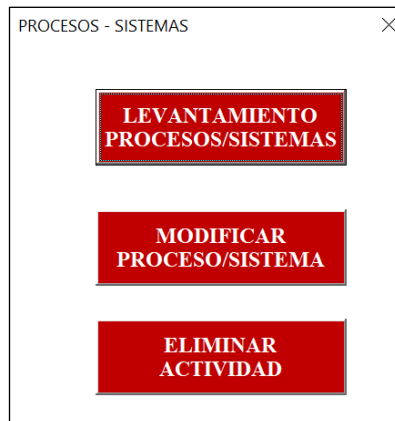 PROCESOS - SISTEMAS
LEVANTAMIENTO
PROCESOS/SISTEMAS
MODIFICAR
PROCESO/SISTEMA
ELIMINAR
ACTIVIDAD